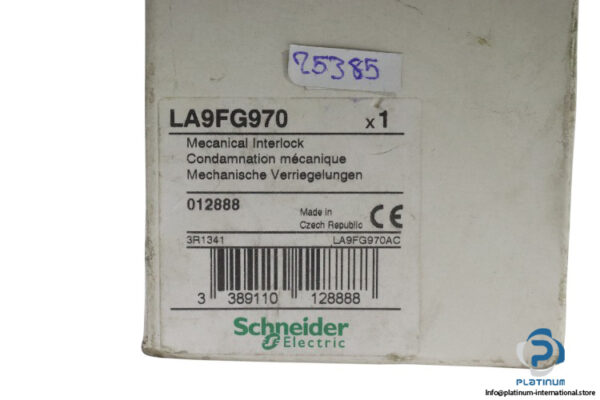 25385
LA9FG970 x1
Mecanical Interlock
Condamnation mécanique
Mechanische Verriegelungen
012888
Made in
Czech Republic
CE
3R1341 LA9FG970AC
3 389110 128888
Schneider
Electric
PLATINUM
Info@platinum-international.store